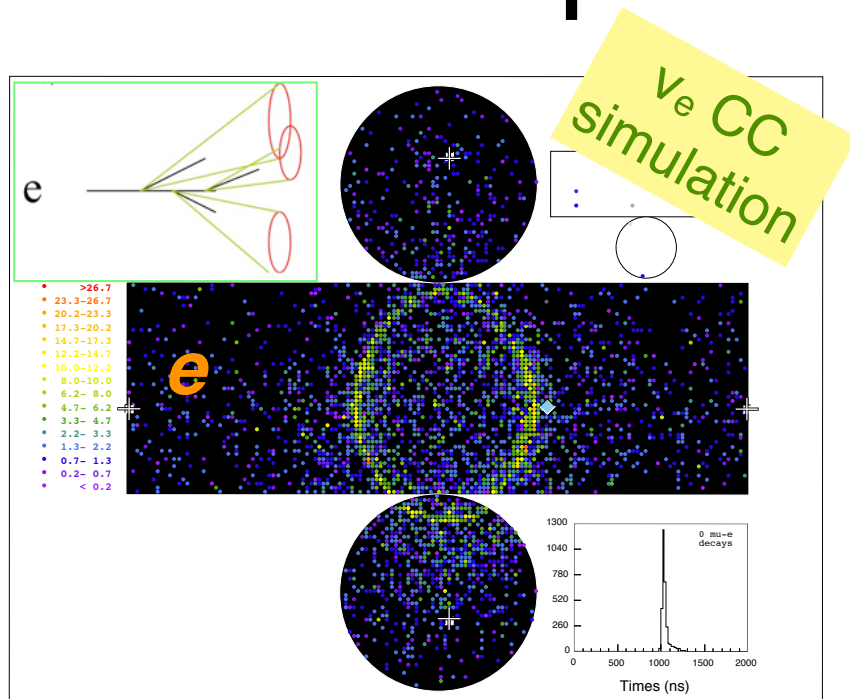 νe CC
simulation
e
>26.7
23.3-26.7
20.2-23.3
17.3-20.2
14.7-17.3
12.2-14.7
10.0-12.2
8.0-10.0
6.2- 8.0
4.7- 6.2
3.3- 4.7
2.2- 3.3
1.3- 2.2
0.7- 1.3
0.2- 0.7
< 0.2
e
0 mu-e
decays
1300
1040
780
520
260
0
0 500 1000 1500 2000
Times (ns)